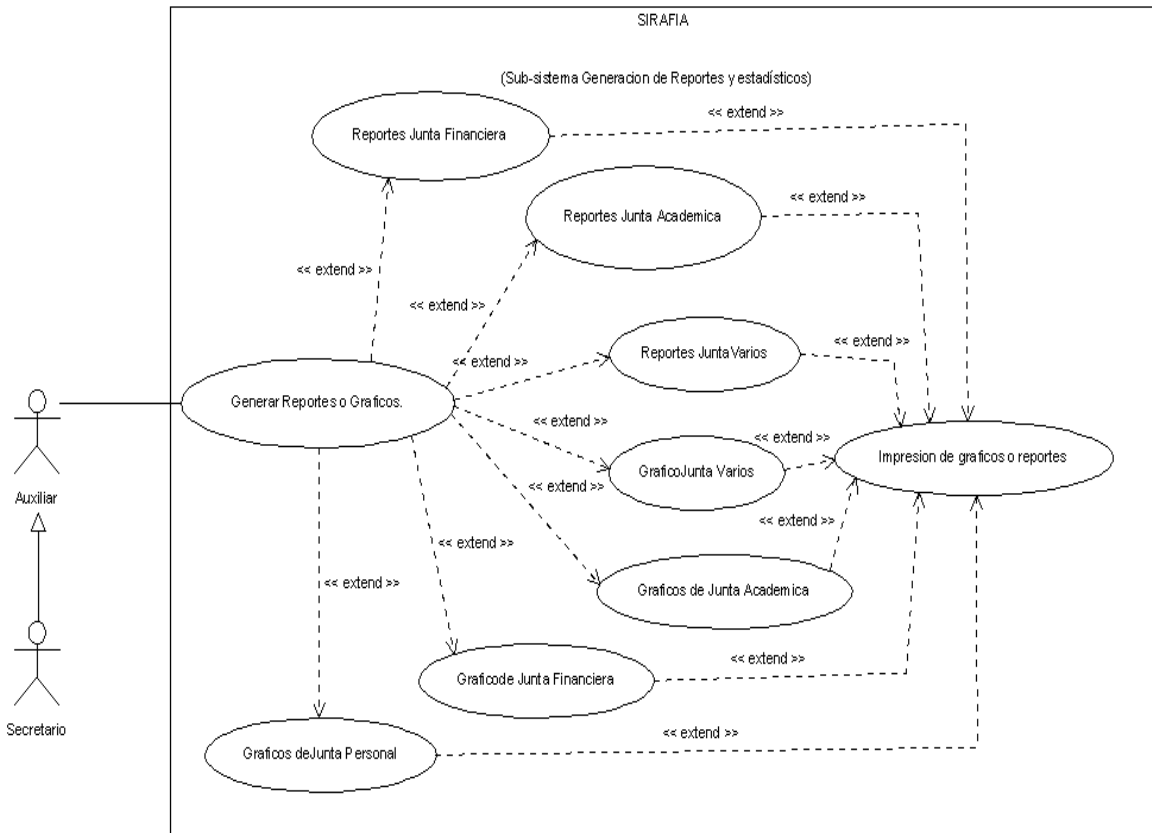 SIRAFIA
(Sub-sistema Generacion de Reportes y estadísticos)
<< extend >>
Reportes Junta Financiera
<< extend >>
Reportes Junta Academica
<< extend >>
<< extend >>
<< extend >>
Reportes JuntaVarios
<< extend >>
Generar Reportes o Graficos.
<< extend >>
<< extend >>
GraficoJunta Varios
Impresion de graficos o reportes
Auxiliar
<< extend >>
<< extend >>
<< extend >>
<< extend >>
Graficos de Junta Academica
Graficode Junta Financiera
<< extend >>
Secretario
Graficos deJunta Personal
<< extend >>